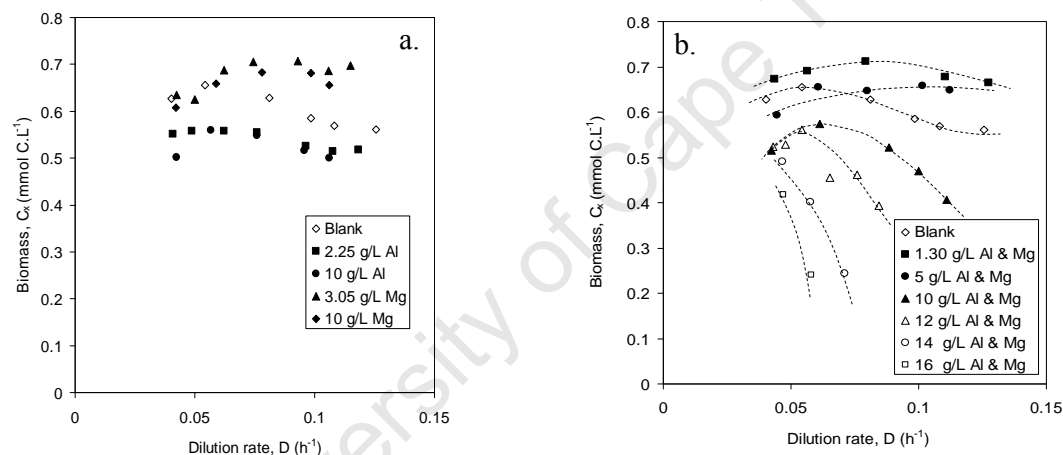 a.
0.8
0.7
0.6
0.5
0.4
0.3
0.2
0.1
0
Biomass, Cx (mmol C.L-1)
Blank
2.25 g/L Al
10 g/L Al
3.05 g/L Mg
10 g/L Mg
0 0.05 0.1 0.15
Dilution rate, D (h-1)
b.
0.8
0.7
0.6
0.5
0.4
0.3
0.2
0.1
0
Biomass, Cx (mmol C.L-1)
Blank
1.30 g/L Al & Mg
5 g/L Al & Mg
10 g/L Al & Mg
12 g/L Al & Mg
14 g/L Al & Mg
16 g/L Al & Mg
0 0.05 0.1 0.15
Dilution rate, D (h-1)
versity of Cape T